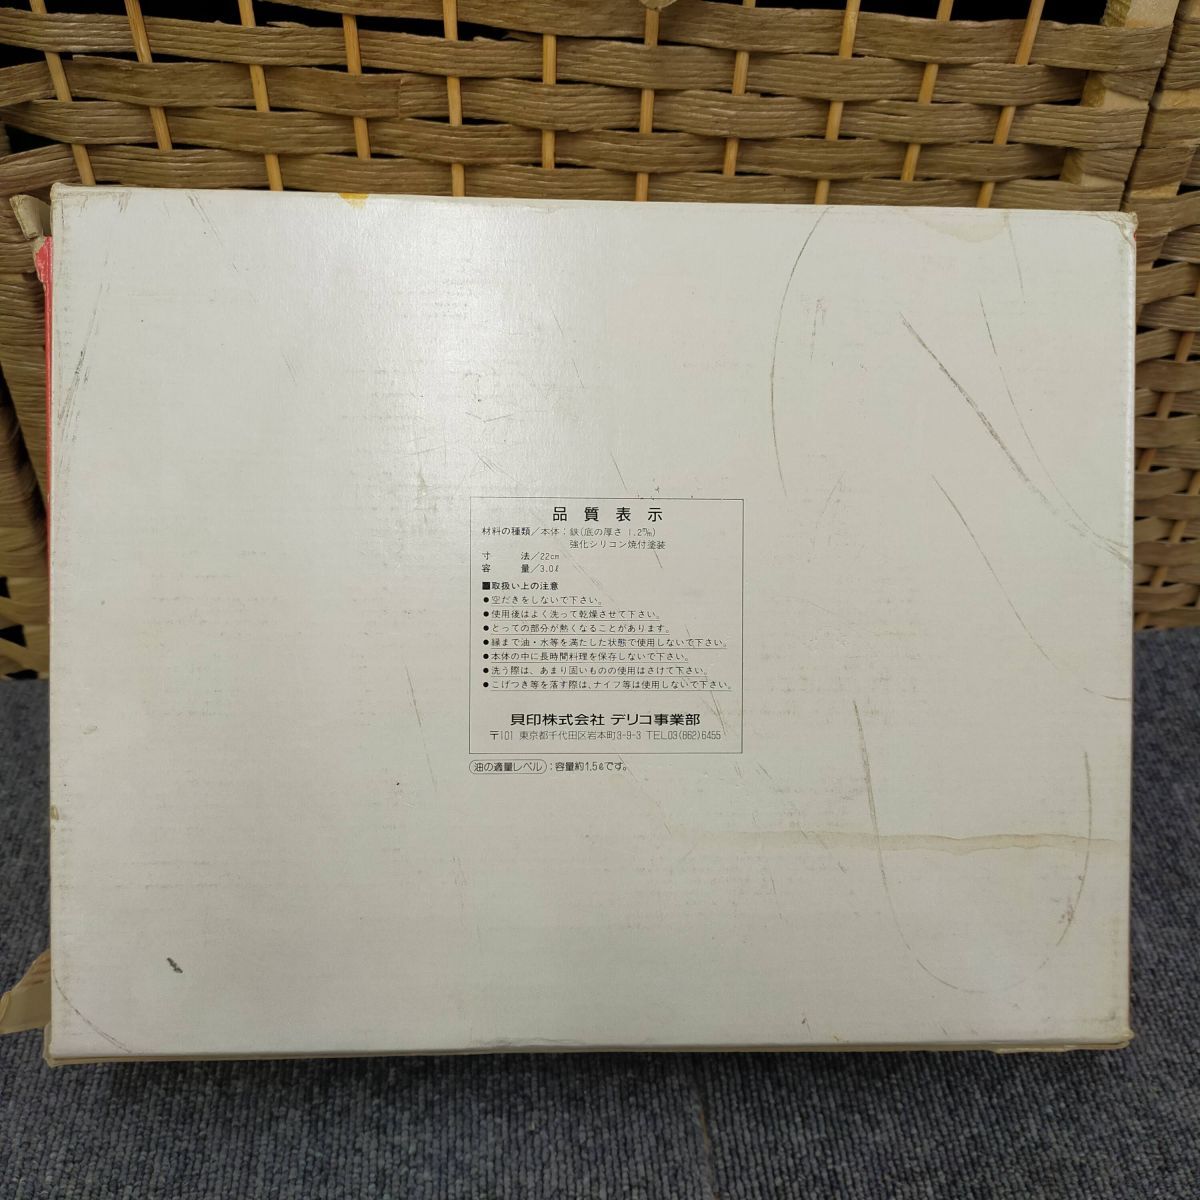 品質表示
材料の種類/本体:鉄(底の厚さ 1.2㎜)
強化シリコン焼付塗装
寸　　法/22cm
容　　量/3.0ℓ
■取扱い上の注意
●空だきをしないで下さい。
●使用後はよく洗って乾燥させて下さい。
●とっての部分が熱くなることがあります。
●縁まで油・水等を満たした状態で使用しないで下さい。
●本体の中に長時間料理を保存しないで下さい。
●洗う際は、あまり固いものの使用はさけて下さい。
●こげつき等を落す際は、ナイフ等は使用しないで下さい。
貝印株式会社 デリコ事業部
〒101 東京都千代田区岩本町3-9-3 TEL03(862)6455
油の適量レベル:容量約1.5ℓです。